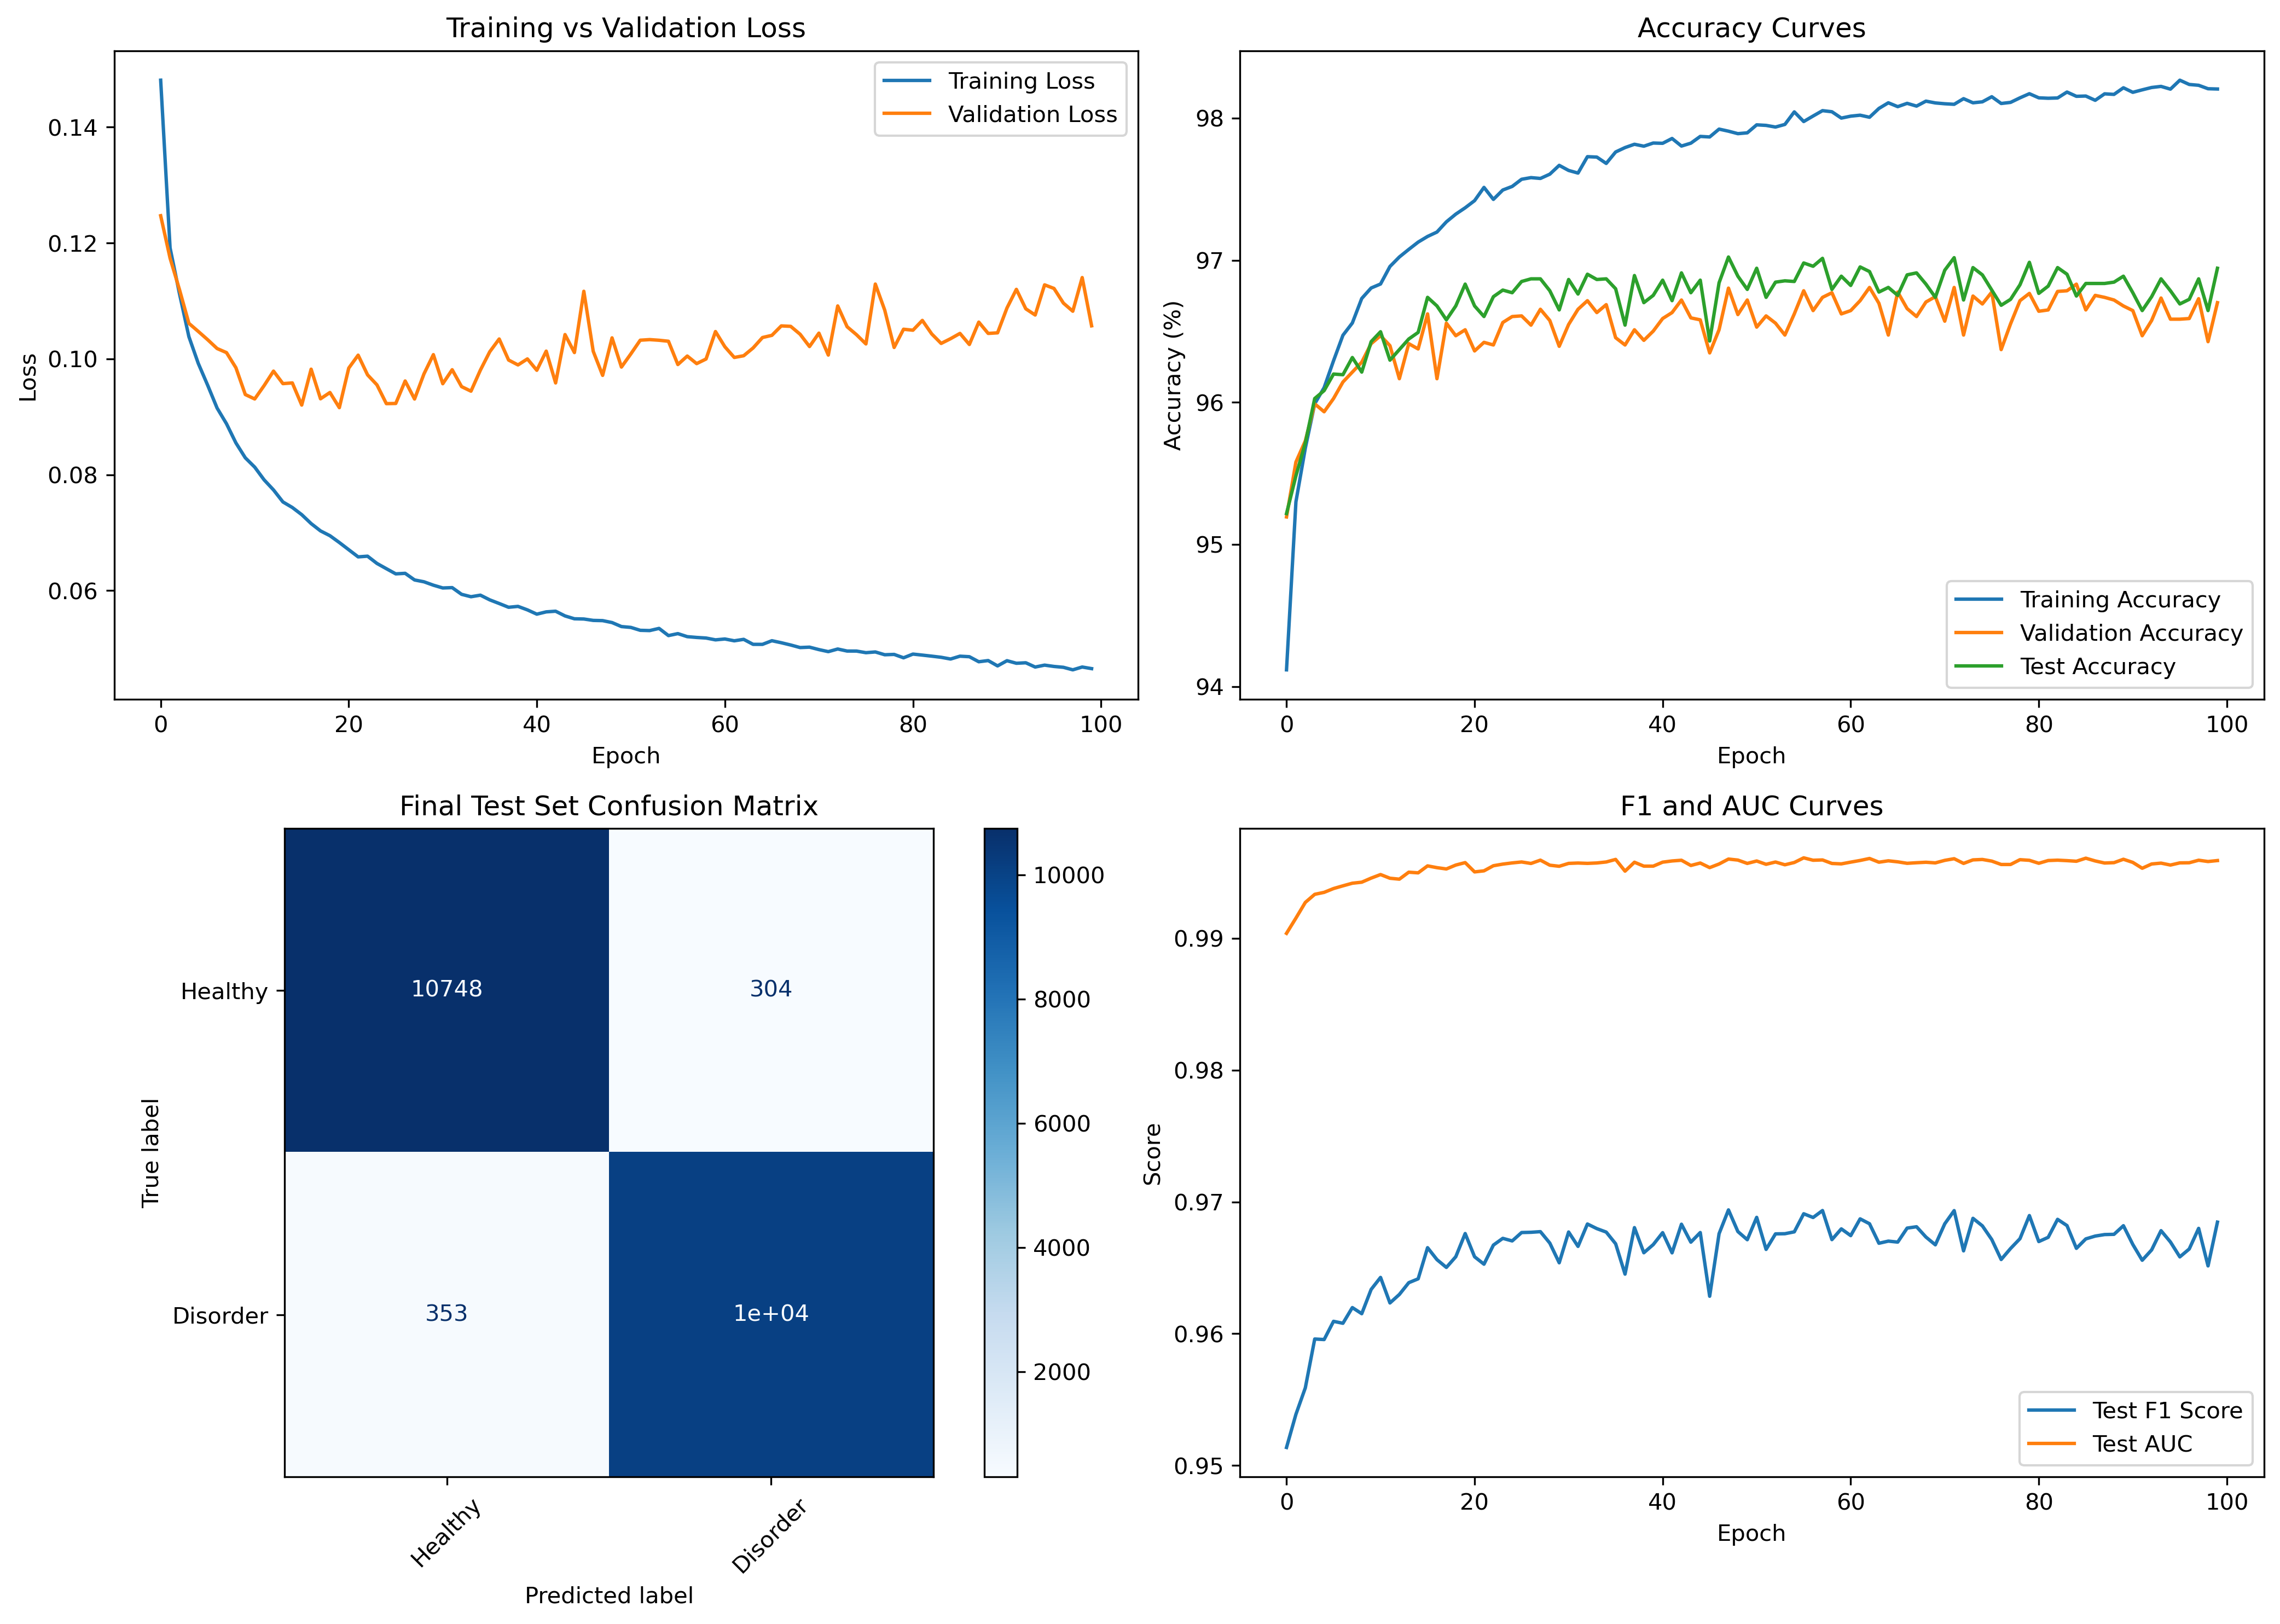 Training vs Validation Loss
Training Loss
Validation Loss
0.14
0.12
0.10
0.08
0.06
Loss
0 20 40 60 80 100
Epoch
Accuracy Curves
98
97
96
95
94
Accuracy (%)
Training Accuracy
Validation Accuracy
Test Accuracy
0 20 40 60 80 100
Epoch
Final Test Set Confusion Matrix
True label
Healthy
10748 304
Disorder
353 1e+04
10000
8000
6000
4000
2000
Healthy Disorder
Predicted label
F1 and AUC Curves
0.99
0.98
0.97
0.96
0.95
Score
Test F1 Score
Test AUC
0 20 40 60 80 100
Epoch